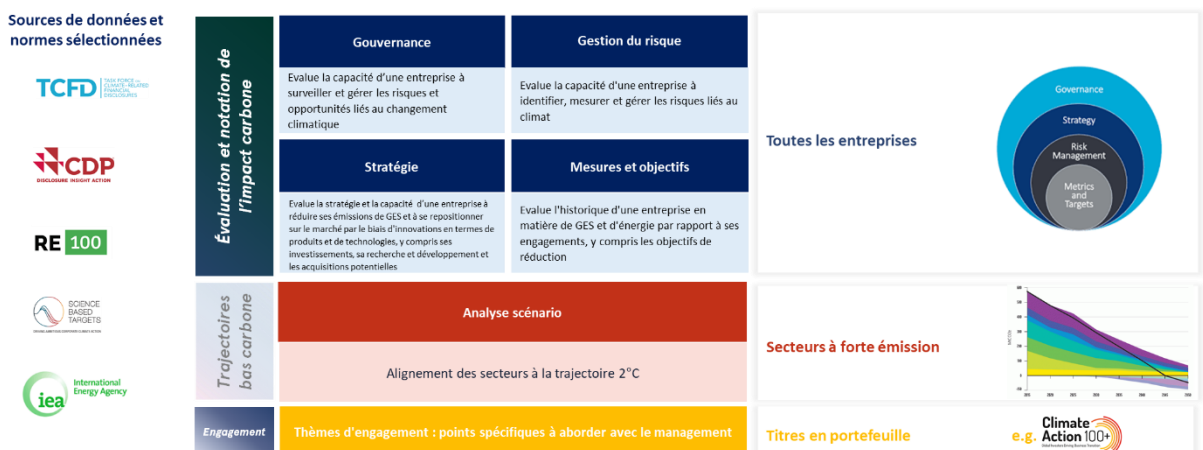 Sources de données et
normes sélectionnées
TCFD
TASK FORCE ON
CLIMATE-RELATED
FINANCIAL
DISCLOSURES
CDP
DISCLOSURE INSIGHT ACTION
RE 100
SCIENCE
BASED
TARGETS
iea
International
Energy Agency
Évaluation et notation de
l'impact carbone
Gouvernance
Evalue la capacité d'une entreprise à
surveiller et gérer les risques et
opportunités liés au changement
climatique
Gestion du risque
Evalue la capacité d'une entreprise à
identifier, mesurer et gérer les risques liés au
climat
Stratégie
Evalue la stratégie et la capacité d'une entreprise à
réduire ses émissions de GES et à se repositionner
sur le marché par le biais d'innovations en termes de
produits et de technologies, y compris ses
investissements, sa recherche et développement et
les acquisitions potentielles
Mesures et objectifs
Evalue l'historique d'une entreprise en
matière de GES et d'énergie par rapport à ses
engagements, y compris les objectifs de
réduction
Toutes les entreprises
Governance
Strategy
Risk
Management
Metrics
and
Targets
Trajectoires
bas carbone
Analyse scénario
Alignement des secteurs à la trajectoire 2°C
Secteurs à forte émission
Engagement
Thèmes d'engagement : points spécifiques à aborder avec le management
Titres en portefeuille
e.g.
Climate
Action 100+
Global Investors Driving Business Transition